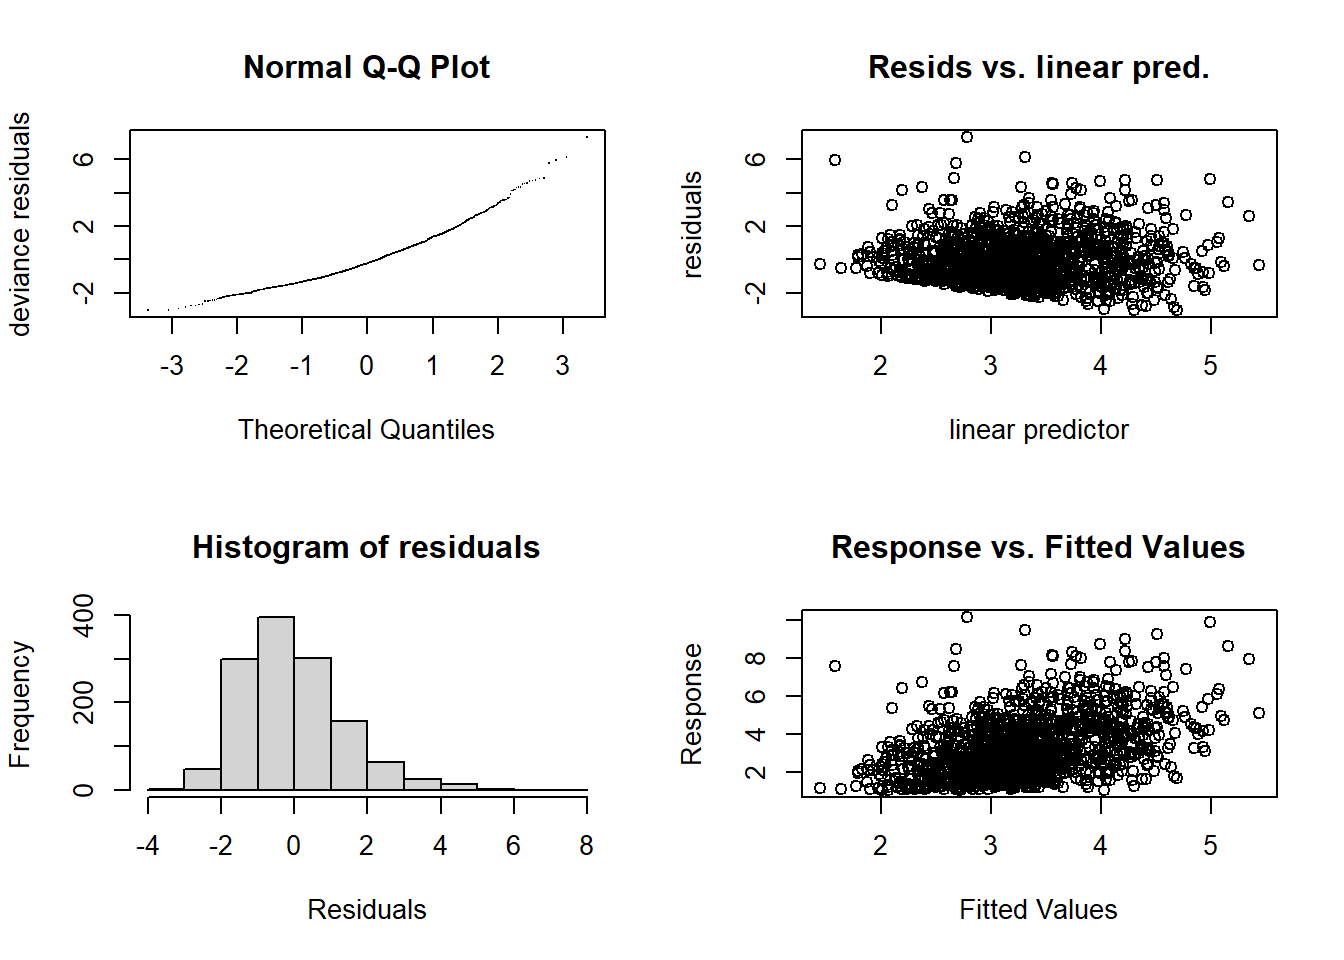 Normal Q-Q Plot
deviance residuals
6
2
-2
-3 -2 -1 0 1 2 3
Theoretical Quantiles
Resids vs. linear pred.
residuals
6
2
-2
2 3 4 5
linear predictor
Histogram of residuals
Frequency
400
200
0
-4 -2 0 2 4 6 8
Residuals
Response vs. Fitted Values
Response
8
6
4
2
2 3 4 5
Fitted Values